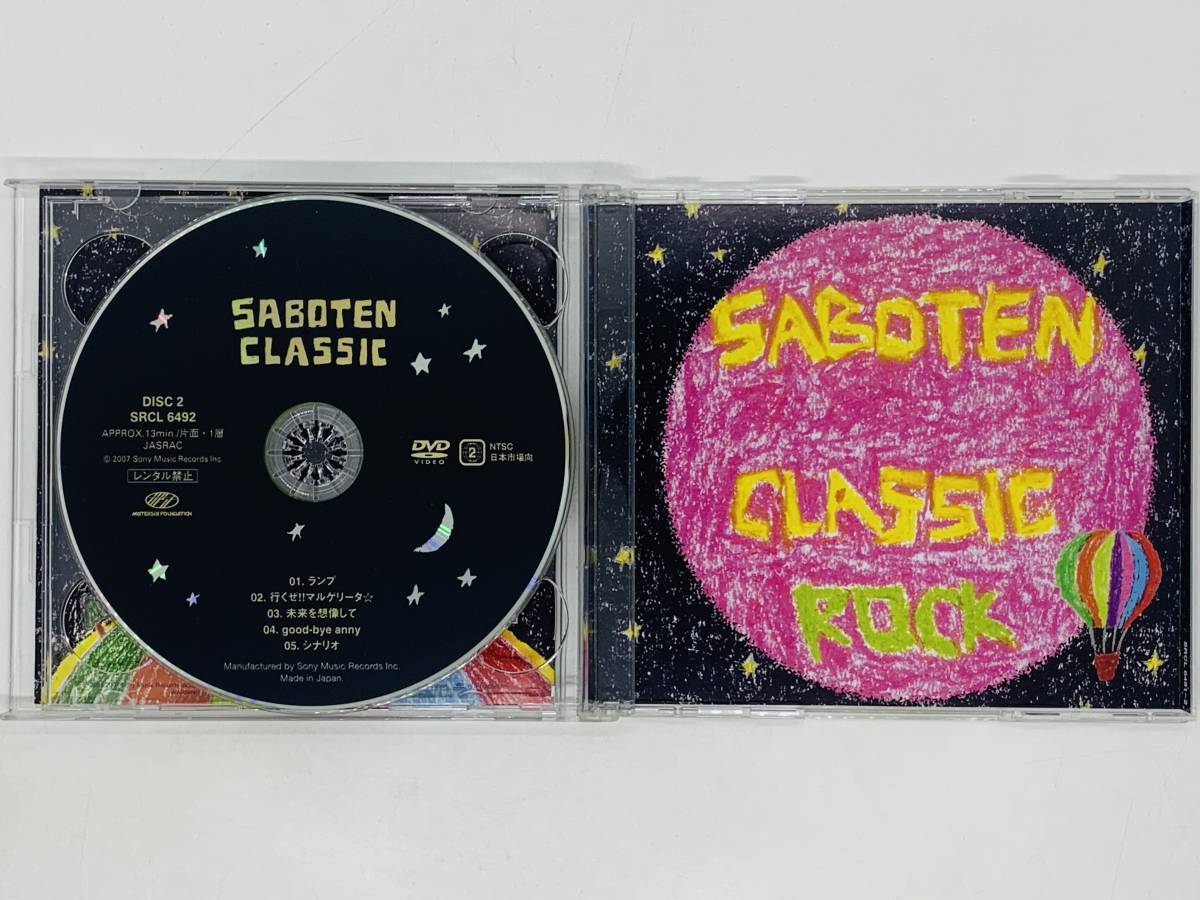 SABOTEN
CLASSIC
DISC 2
SRCL 6492
APPROX.13min./片面・1層
JASRAC
℗ 2007 Sony Music Records Inc.
レンタル禁止
MASTERSIX FOUNDATION
DVD
VIDEO
2
NTSC
日本市場向
01. ランプ
02. 行くぜ!!マルゲリータ☆
03. 未来を想像して
04. good-bye anny
05. シナリオ
Manufactured by Sony Music Records Inc.
Made in Japan.
SABOTEN
CLASSIC
ROCK